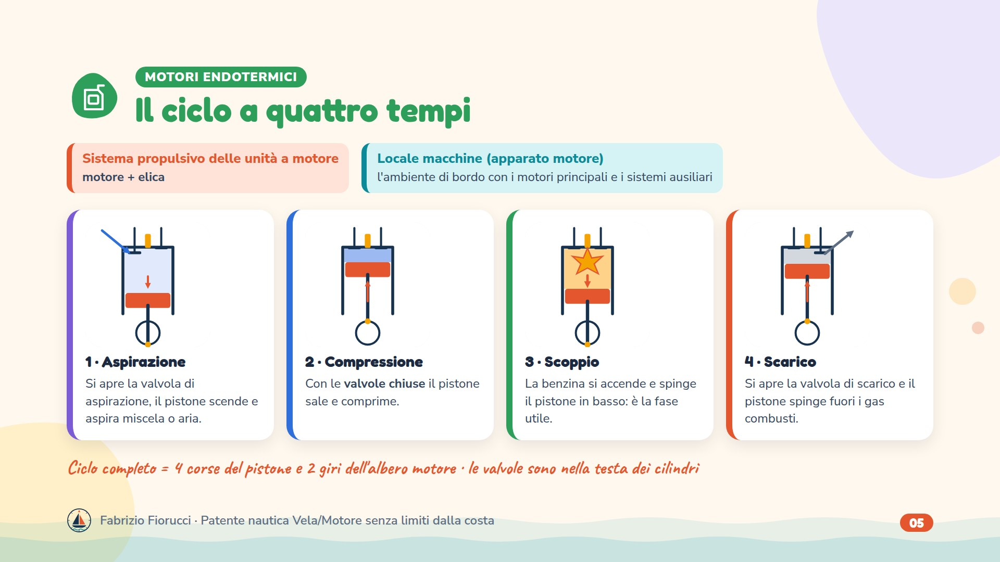 MOTORI ENDOTERMICI
Il ciclo a quattro tempi
Sistema propulsivo delle unità a motore
motore + elica
Locale macchine (apparato motore)
l'ambiente di bordo con i motori principali e i sistemi ausiliari
1 · Aspirazione
Si apre la valvola di
aspirazione, il pistone scende e
aspira miscela o aria.
2 · Compressione
Con le valvole chiuse il pistone
sale e comprime.
3 · Scoppio
La benzina si accende e spinge
il pistone in basso: è la fase
utile.
4 · Scarico
Si apre la valvola di scarico e il
pistone spinge fuori i gas
combusti.
Ciclo completo = 4 corse del pistone e 2 giri dell'albero motore · le valvole sono nella testa dei cilindri
Fabrizio Fiorucci · Patente nautica Vela/Motore senza limiti dalla costa
05